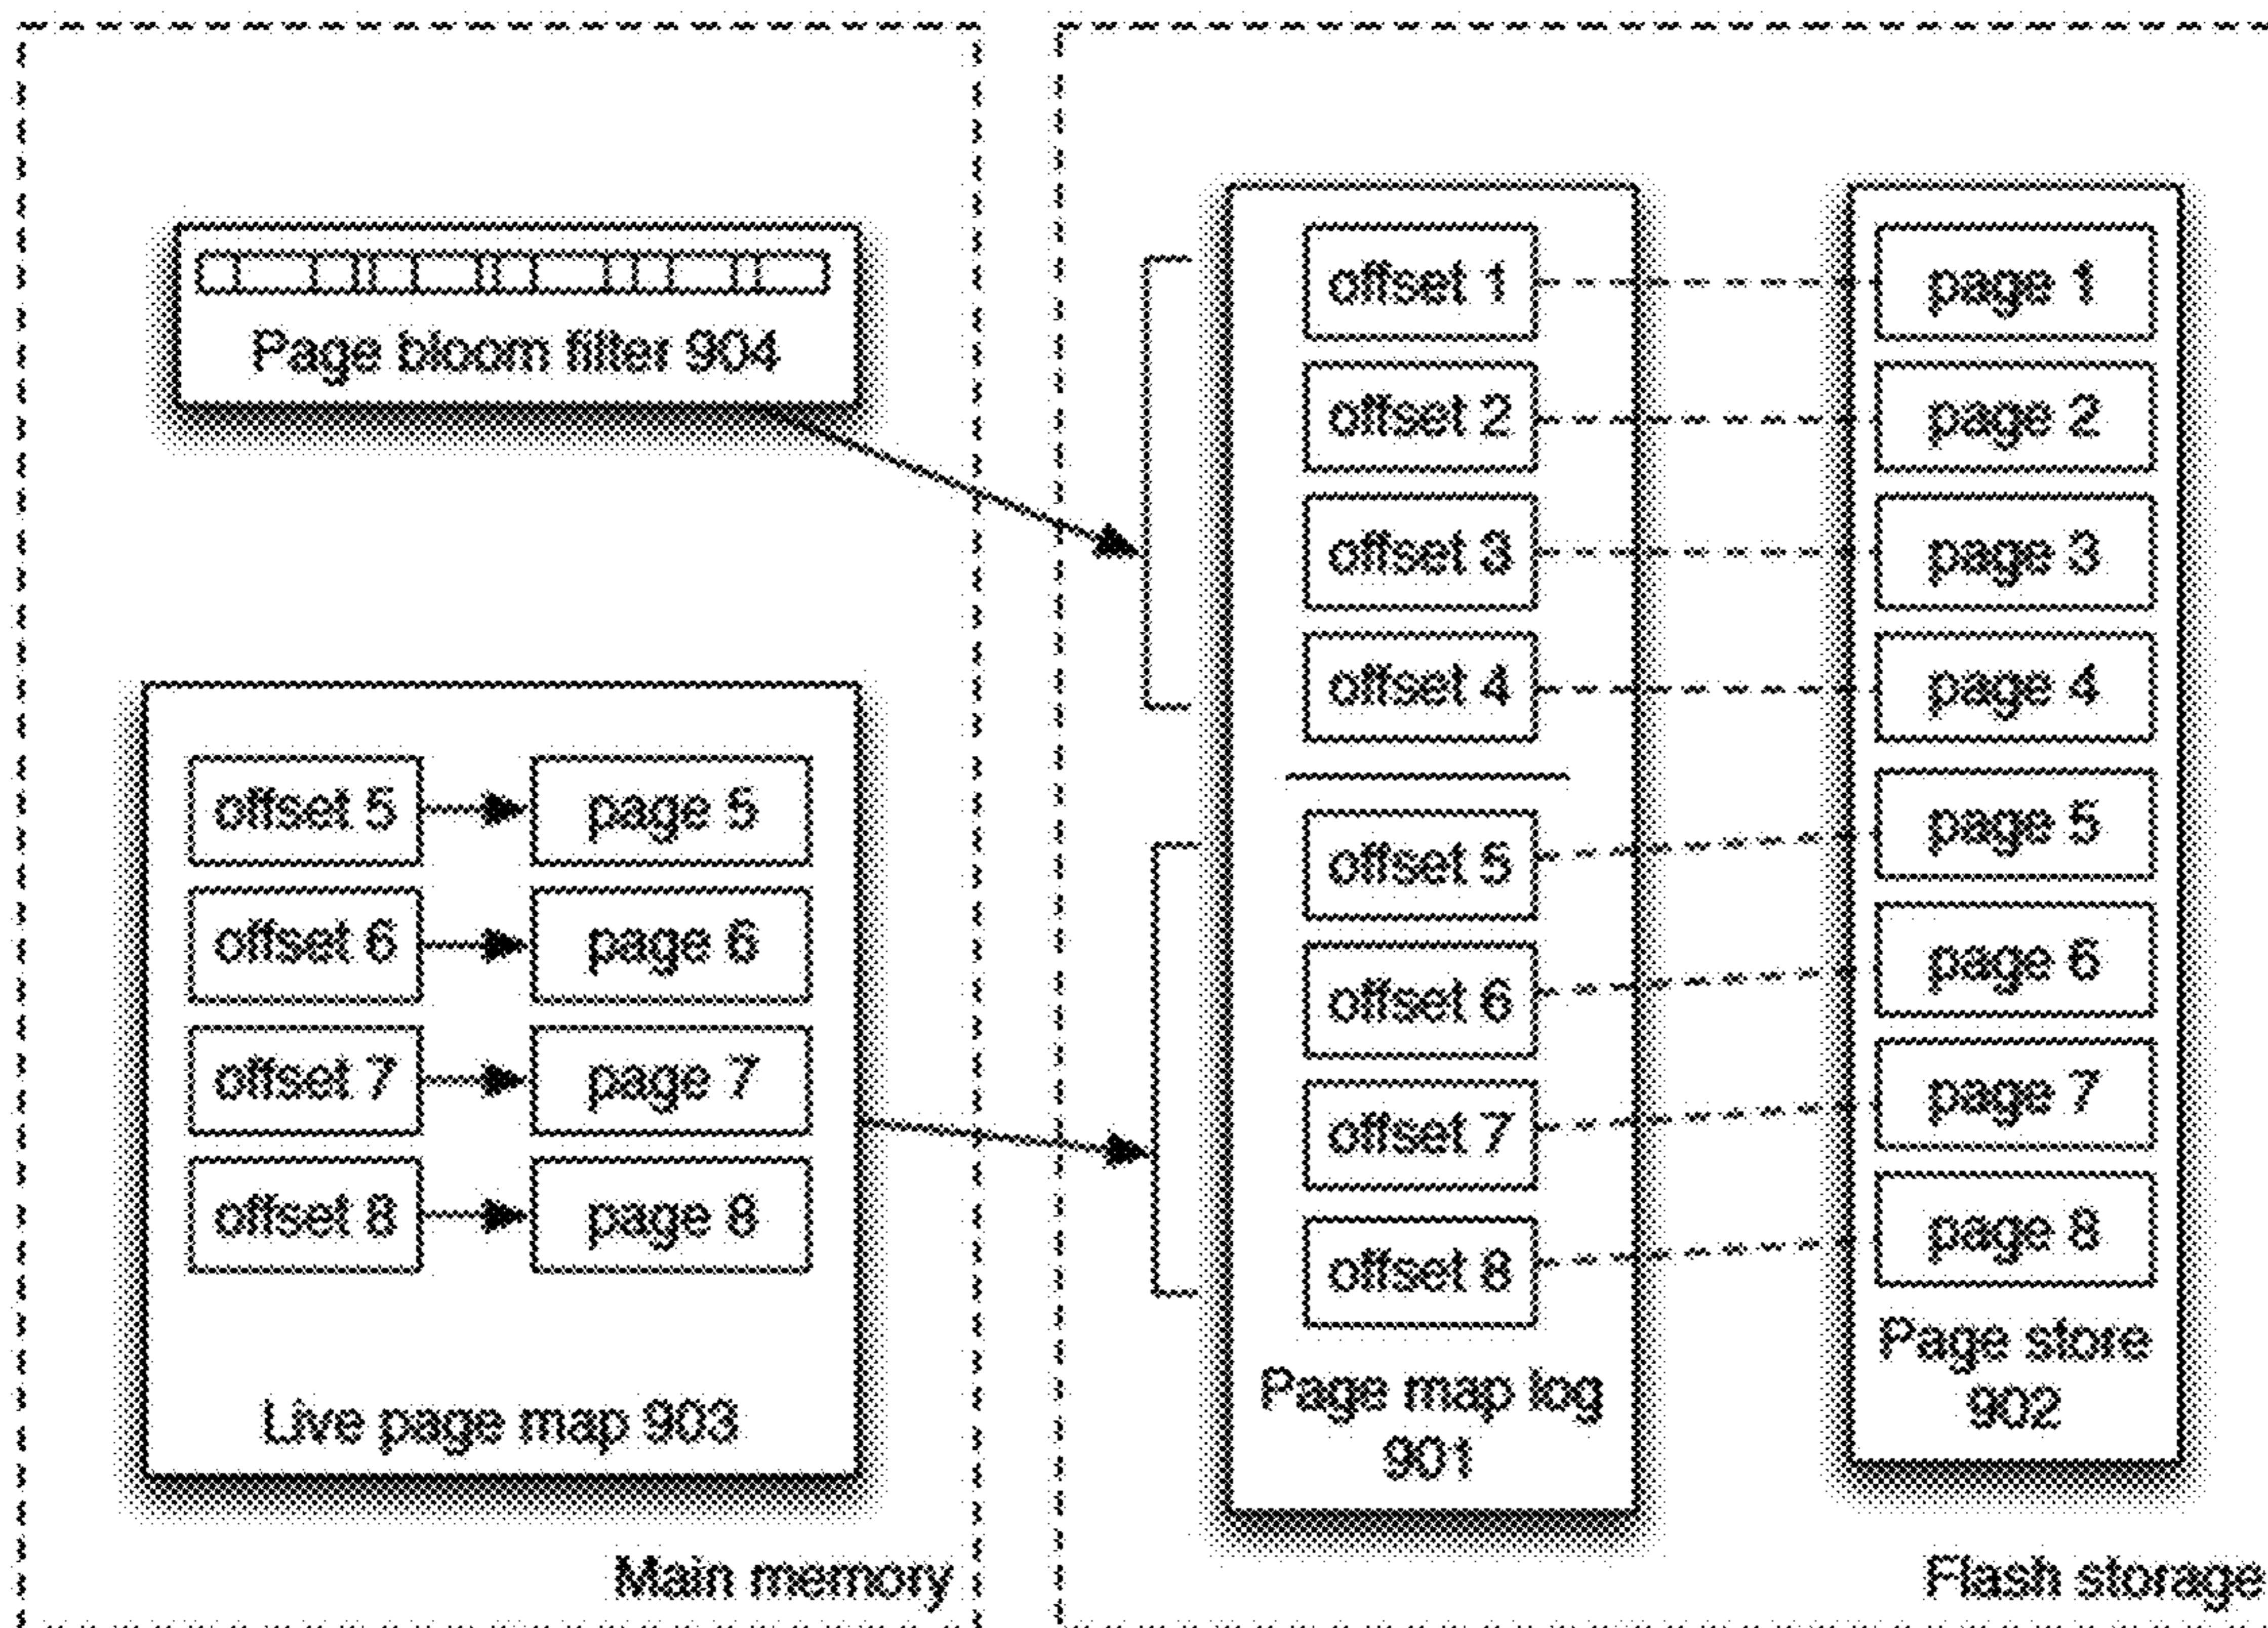 Page bloom filter 904
offset 5 page 5
offset 6 page 6
offset 7 page 7
offset 8 page 8
Live page map 903
Main memory
offset 1 page 1
offset 2 page 2
offset 3 page 3
offset 4 page 4
offset 5 page 5
offset 6 page 6
offset 7 page 7
offset 8 page 8
Page map log
901
Page store
902
Flash storage